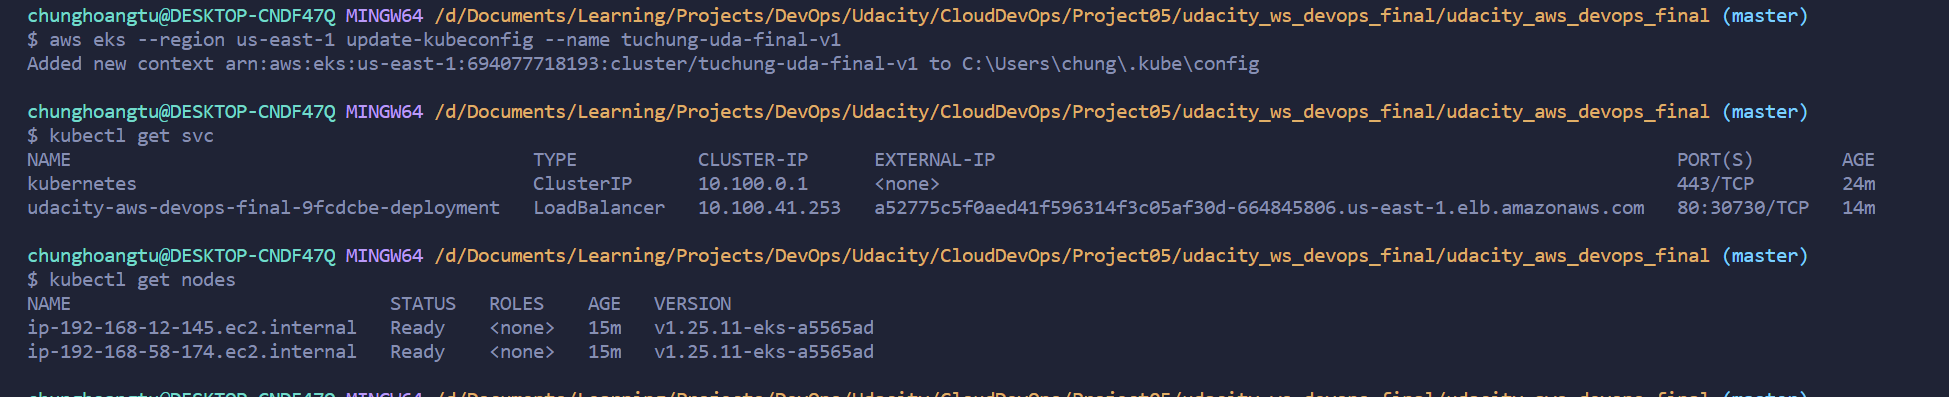 chunghoangtu@DESKTOP-CNDF47Q MINGW64 /d/Documents/Learning/Projects/DevOps/Udacity/CloudDevOps/Project05/udacity_ws_devops_final/udacity_aws_devops_final (master)
$ aws eks --region us-east-1 update-kubeconfig --name tuchung-uda-final-v1
Added new context arn:aws:eks:us-east-1:694077718193:cluster/tuchung-uda-final-v1 to C:\Users\chung\.kube\config
chunghoangtu@DESKTOP-CNDF47Q MINGW64 /d/Documents/Learning/Projects/DevOps/Udacity/CloudDevOps/Project05/udacity_ws_devops_final/udacity_aws_devops_final (master)
$ kubectl get svc
NAME TYPE CLUSTER-IP EXTERNAL-IP PORT(S) AGE
kubernetes ClusterIP 10.100.0.1 <none> 443/TCP 24m
udacity-aws-devops-final-9fcdcbe-deployment LoadBalancer 10.100.41.253 a52775c5f0aed41f596314f3c05af30d-664845806.us-east-1.elb.amazonaws.com 80:30730/TCP 14m
chunghoangtu@DESKTOP-CNDF47Q MINGW64 /d/Documents/Learning/Projects/DevOps/Udacity/CloudDevOps/Project05/udacity_ws_devops_final/udacity_aws_devops_final (master)
$ kubectl get nodes
NAME STATUS ROLES AGE VERSION
ip-192-168-12-145.ec2.internal Ready <none> 15m v1.25.11-eks-a5565ad
ip-192-168-58-174.ec2.internal Ready <none> 15m v1.25.11-eks-a5565ad